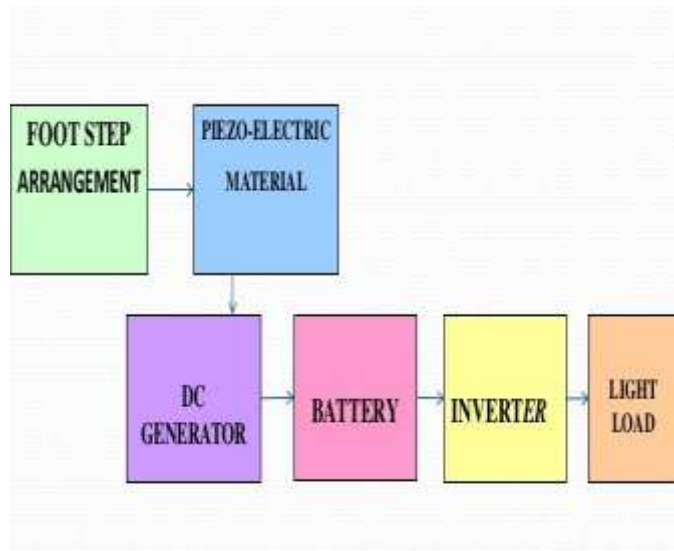 FOOT STEP
ARRANGEMENT
PIEZO-ELECTRIC
MATERIAL
DC
GENERATOR
BATTERY
INVERTER
LIGHT
LOAD